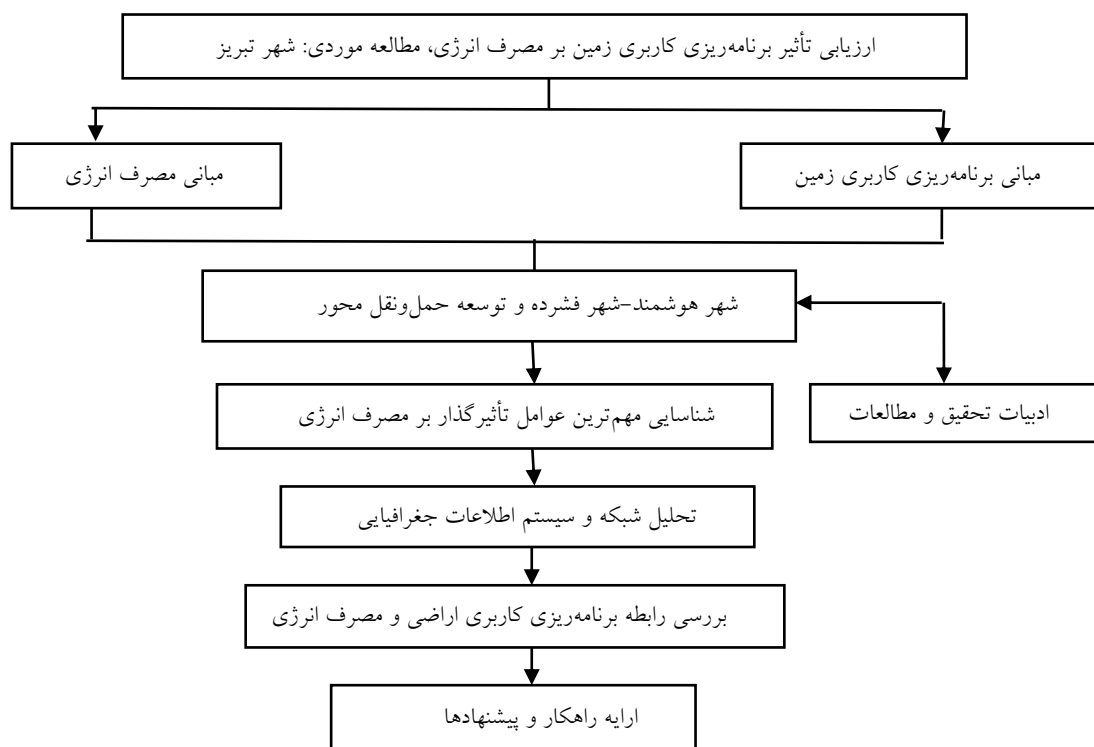 ارزیابی تأثیر برنامه‌ریزی کاربری زمین بر مصرف انرژی، مطالعه موردی: شهر تبریز
مبانی برنامه‌ریزی کاربری زمین
مبانی مصرف انرژی
شهر هوشمند-شهر فشرده و توسعه حمل‌ونقل محور
شناسایی مهم‌ترین عوامل تأثیرگذار بر مصرف انرژی
ادبیات تحقیق و مطالعات
تحلیل شبکه و سیستم اطلاعات جغرافیایی
بررسی رابطه برنامه‌ریزی کاربری اراضی و مصرف انرژی
ارایه راهکار و پیشنهادها